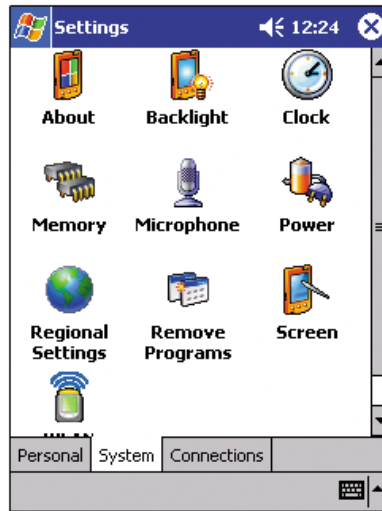 Settings 12:24
About Backlight Clock
Memory Microphone Power
Regional Settings Remove Programs Screen
Personal System Connections